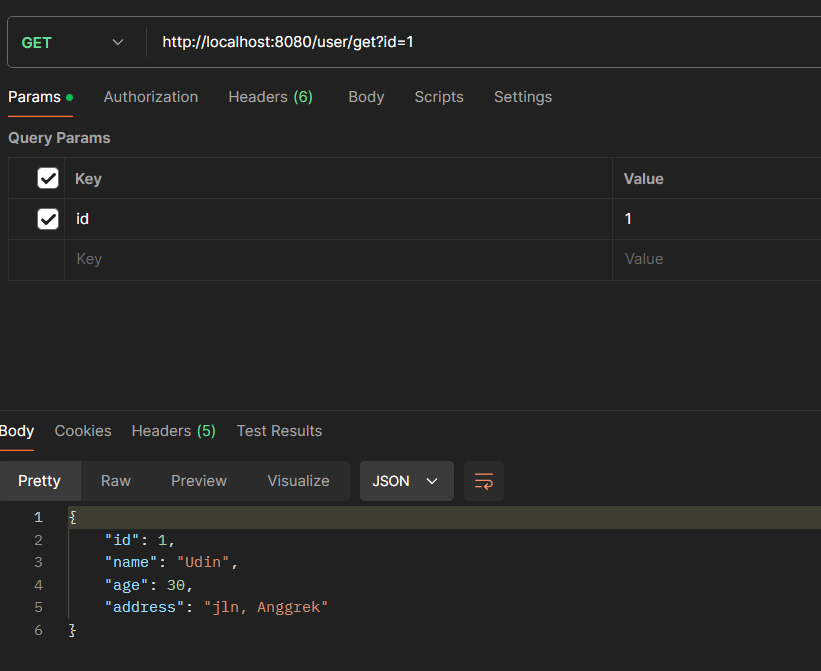 GET http://localhost:8080/user/get?id=1
Params Authorization Headers (6) Body Scripts Settings
Query Params
Key Value
id 1
Key Value
Body Cookies Headers (5) Test Results
Pretty Raw Preview Visualize JSON
1 {
2 "id": 1,
3 "name": "Udin",
4 "age": 30,
5 "address": "jln, Anggrek"
6 }